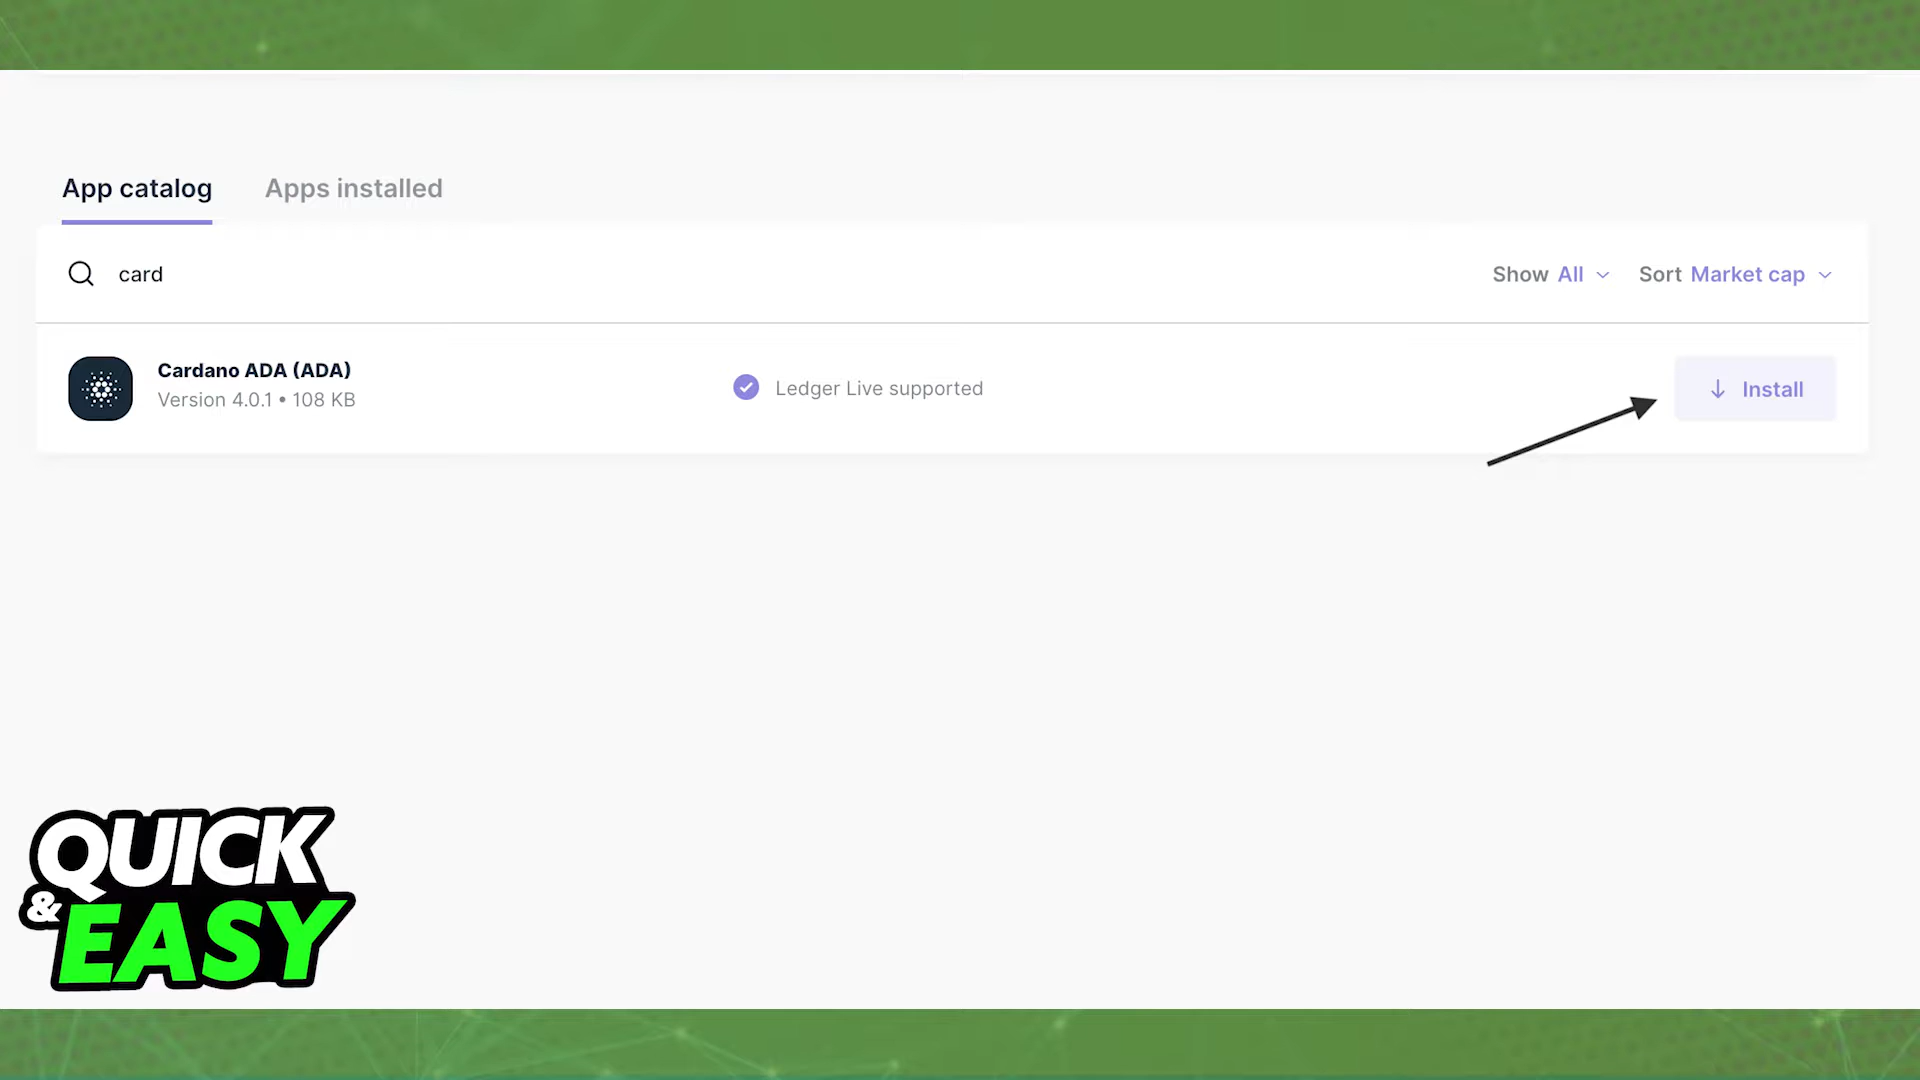 App catalog Apps installed
card Show All Sort Market cap
Cardano ADA (ADA)
Version 4.0.1 • 108 KB
Ledger Live supported
Install
QUICK
& EASY